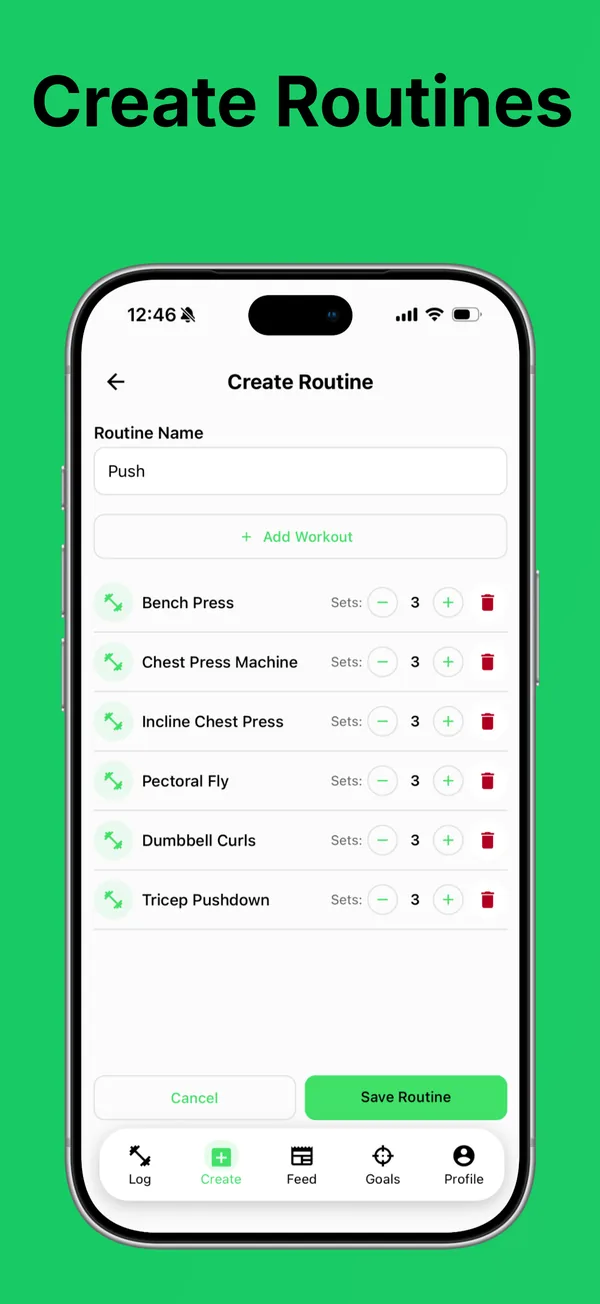 Create Routines
12:46
Create Routine
Routine Name
Push
+ Add Workout
Bench Press Sets: − 3 +
Chest Press Machine Sets: − 3 +
Incline Chest Press Sets: − 3 +
Pectoral Fly Sets: − 3 +
Dumbbell Curls Sets: − 3 +
Tricep Pushdown Sets: − 3 +
Cancel Save Routine
Log Create Feed Goals Profile